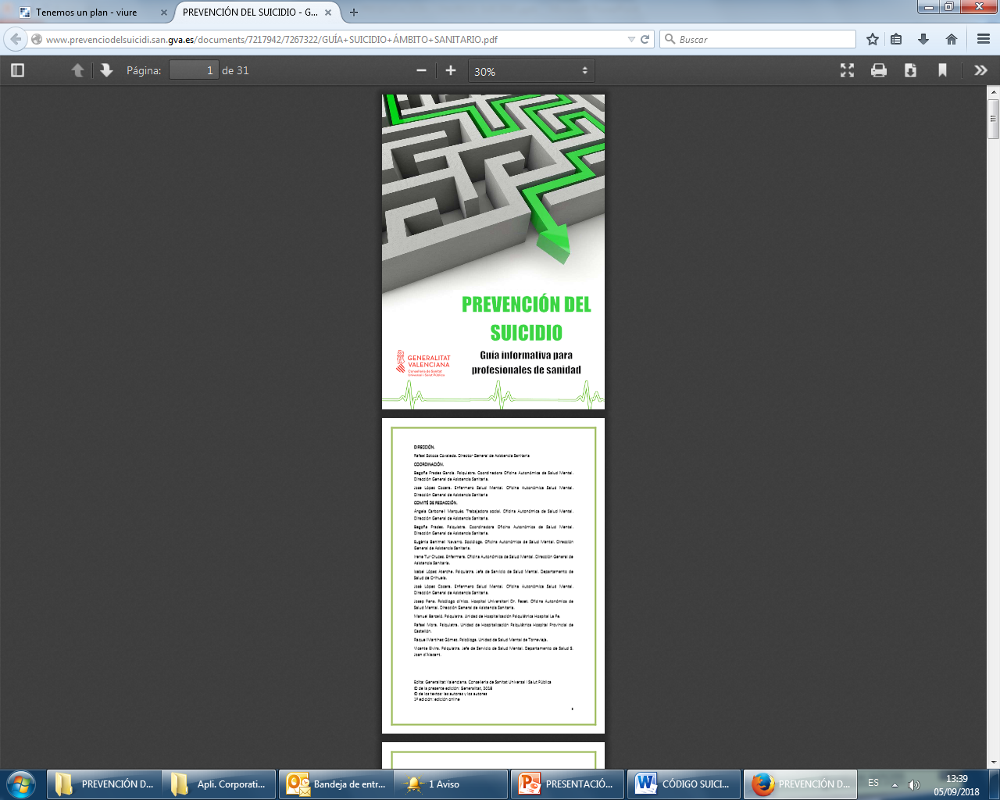 Tenemos un plan - viure
PREVENCIÓN DEL SUICIDIO - G...
www.prevenciodelsuicidi.san.gva.es/documents/7217942/7267322/GUÍA+SUICIDIO+ÁMBITO+SANITARIO.pdf
Buscar
Página: 1 de 31
30%
PREVENCIÓN DEL
SUICIDIO
Guía informativa para
profesionales de sanidad
GENERALITAT
VALENCIANA
Conselleria de Sanitat
Universal i Salut Pública
DIRECCIÓN.
Rafael Sotoca Covaleda. Director General de Asistencia Sanitaria
COORDINACIÓN.
Begoña Frades García. Psiquiatra. Coordinadora Oficina Autonómica de Salud Mental.
Dirección General de Asistencia Sanitaria.
Jose López Cocera. Enfermero Salud Mental. Oficina Autonómica Salud Mental.
Dirección General de Asistencia Sanitaria
COMITÉ DE REDACCIÓN.
Ángela Carbonell Marqués. Trabajadora social. Oficina Autonómica de Salud Mental.
Dirección General de Asistencia Sanitaria.
Begoña Frades. Psiquiatra. Coordinadora Oficina Autonómica de Salud Mental.
Dirección General de Asistencia Sanitaria.
Eugènia Benimeli Navarro. Socióloga. Oficina Autonómica de Salud Mental. Dirección
General de Asistencia Sanitaria.
Irene Tur Cruces. Enfermera. Oficina Autonómica de Salud Mental. Dirección General de
Asistencia Sanitaria.
Isabel López Aterche. Psiquiatra. Jefa de Servicio de Salud Mental. Departamento de
Salud de Orihuela.
José López Cocera. Enfermero Salud Mental. Oficina Autonómica Salud Mental.
Dirección General de Asistencia Sanitaria.
Josep Pena. Psicólogo clínico. Hospital Universitari Dr. Peset. Oficina Autonómica de
Salud Mental. Dirección General de Asistencia Sanitaria.
Manuel Barceló. Psiquiatra. Unidad de Hospitalización Psiquiátrica Hospital La Fe.
Rafael Mora. Psiquiatra. Unidad de Hospitalización Psiquiátrica Hospital Provincial de
Castellón.
Raquel Martínez Gómez. Psicóloga. Unidad de Salud Mental de Torrevieja.
Vicente Elvira. Psiquiatra. Jefe de Servicio de Salud Mental. Departamento de Salud S.
Joan d'Alacant.
Edita: Generalitat Valenciana. Conselleria de Sanitat Universal i Salut Pública
© de la presente edición: Generalitat, 2018
© de los textos: las autoras y los autores
1ª edición: edición online
2
PREVENCIÓN D...
Apli. Corporati...
Bandeja de entr...
1 Aviso
PRESENTACIÓ...
CÓDIGO SUICI...
PREVENCIÓN D...
ES
13:39
05/09/2018